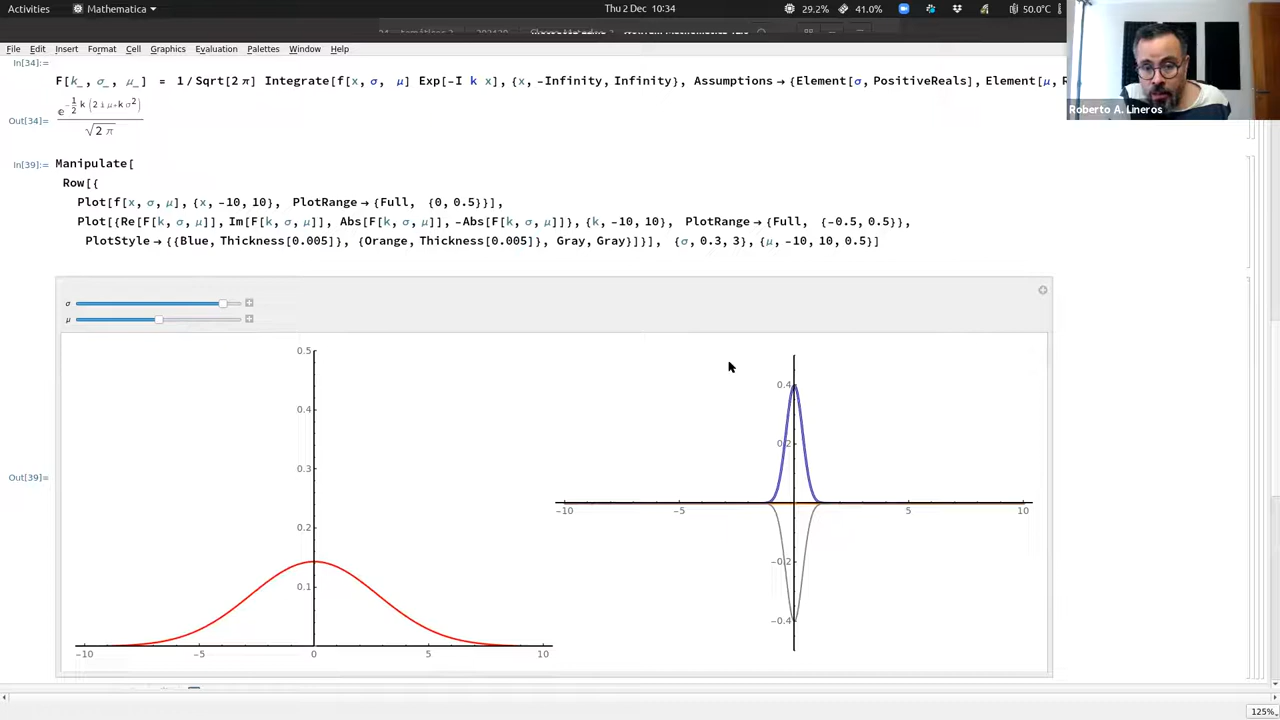 Activities
Mathematica
Thu 2 Dec 10:34
29.2%
41.0%
50.0°C
File Edit Insert Format Cell Graphics Evaluation Palettes Window Help
In[34]:=
F[k_, σ_, μ_] = 1/Sqrt[2 π] Integrate[f[x, σ, μ] Exp[-I k x], {x, -Infinity, Infinity}, Assumptions → {Element[σ, PositiveReals], Element[μ, R
Roberto A. Lineros
Out[34]=
e^(-1/2 k (2 i μ+k σ^2))
√2 π
In[39]:=
Manipulate[
Row[{
Plot[f[x, σ, μ], {x, -10, 10}, PlotRange → {Full, {0, 0.5}}],
Plot[{Re[F[k, σ, μ]], Im[F[k, σ, μ]], Abs[F[k, σ, μ]], -Abs[F[k, σ, μ]]}, {k, -10, 10}, PlotRange → {Full, {-0.5, 0.5}},
PlotStyle → {{Blue, Thickness[0.005]}, {Orange, Thickness[0.005]}, Gray, Gray}]}], {σ, 0.3, 3}, {μ, -10, 10, 0.5}]
σ
μ
0.5
0.4
0.3
0.2
0.1
-10 -5 0 5 10
0.4
0.2
-10 -5 5 10
-0.2
-0.4
Out[39]=
125%